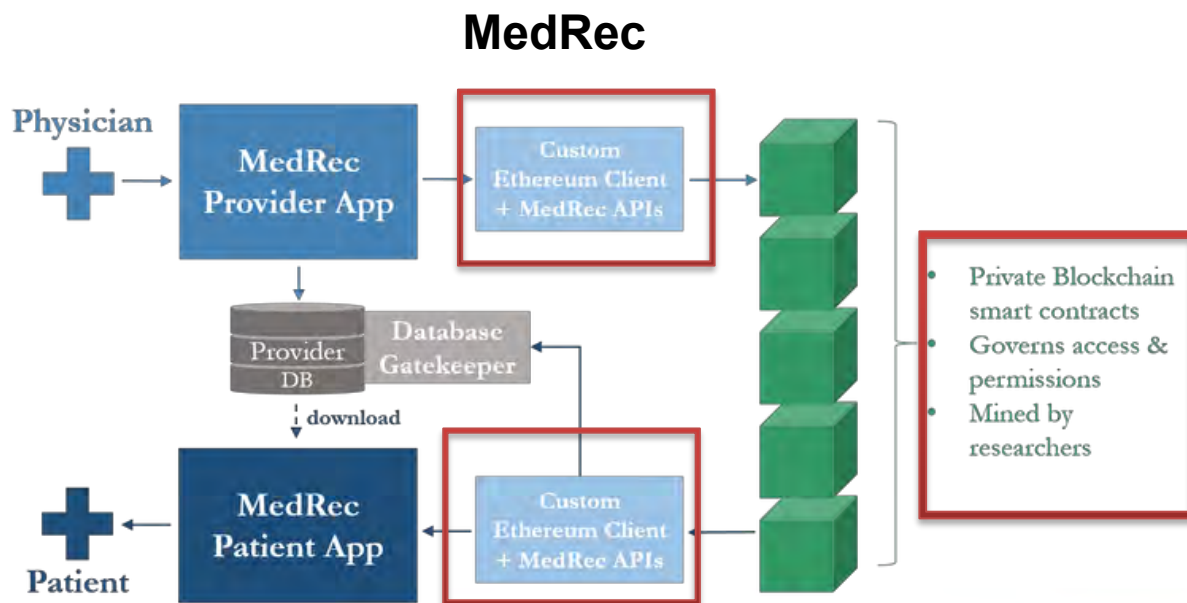 MedRec
Physician
MedRec
Provider App
Custom
Ethereum Client
+ MedRec APIs
• Private Blockchain
smart contracts
• Governs access &
permissions
• Mined by
researchers
Provider
DB
Database
Gatekeeper
download
MedRec
Patient App
Custom
Ethereum Client
+ MedRec APIs
Patient